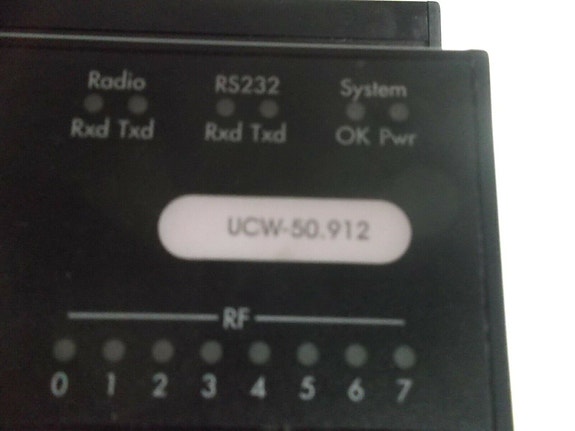 Radio RS232 System
Rxd Txd Rxd Txd OK Pwr
UCW-50.912
RF
0 1 2 3 4 5 6 7